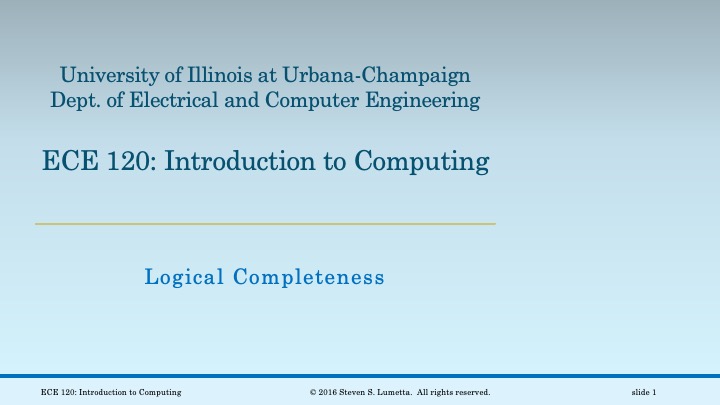 University of Illinois at Urbana-Champaign
Dept. of Electrical and Computer Engineering
ECE 120: Introduction to Computing
Logical Completeness
ECE 120: Introduction to Computing
© 2016 Steven S. Lumetta.  All rights reserved.
slide 1